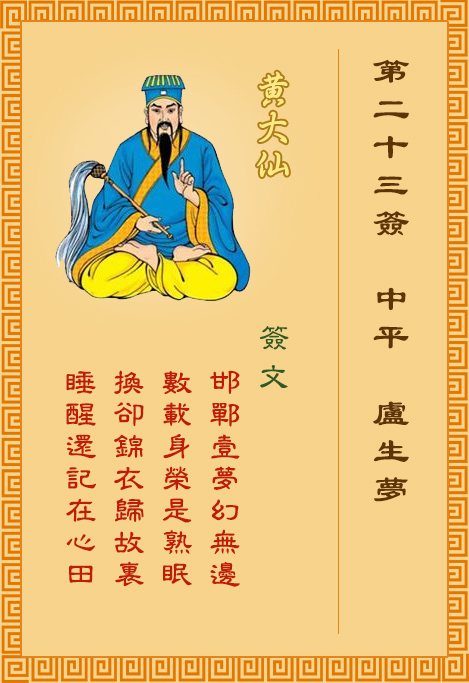 第二十三簽 中平 盧生夢
黃大仙
簽文
邯鄲壹夢幻無邊
數載身榮是熟眠
換卻錦衣歸故裏
睡醒還記在心田